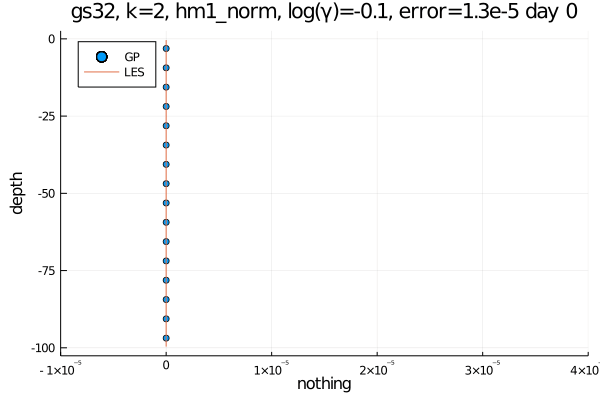 gs32, k=2, hm1_norm, log(γ)=-0.1, error=1.3e-5 day 0
GP
LES
0
-25
-50
-75
-100
depth
-1×10⁻⁵
0
1×10⁻⁵
2×10⁻⁵
3×10⁻⁵
4×10
nothing